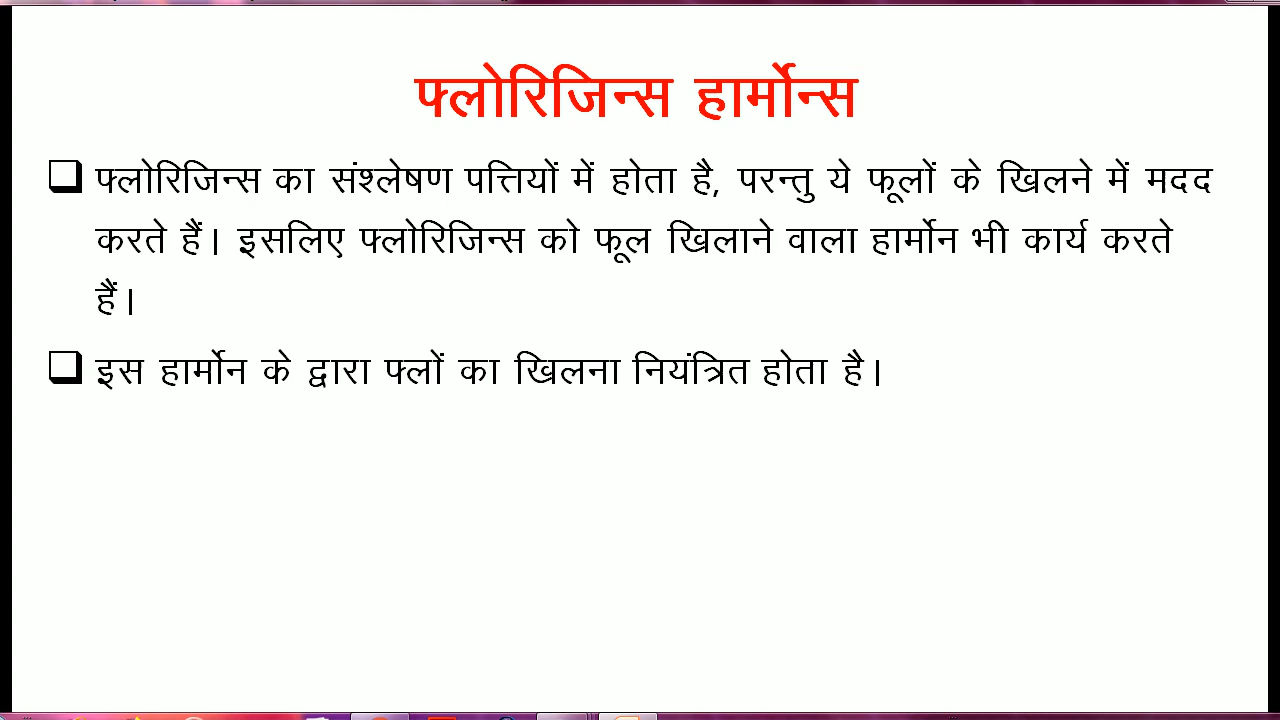 फ्लोरिजिन्स हार्मोन्स
फ्लोरिजिन्स का संश्लेषण पत्तियों में होता है, परन्तु ये फूलों के खिलने में मदद
करते हैं। इसलिए फ्लोरिजिन्स को फूल खिलाने वाला हार्मोन भी कार्य करते
हैं।
इस हार्मोन के द्वारा फ्लों का खिलना नियंत्रित होता है।